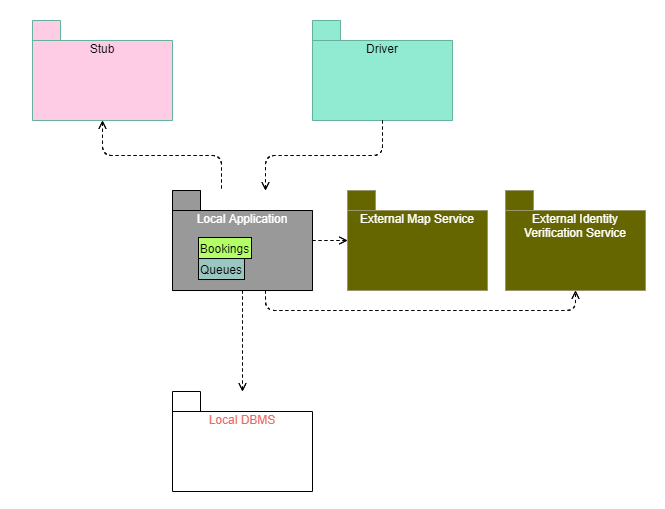 Stub
Driver
Local Application
Bookings
Queues
External Map Service
External Identity
Verification Service
Local DBMS